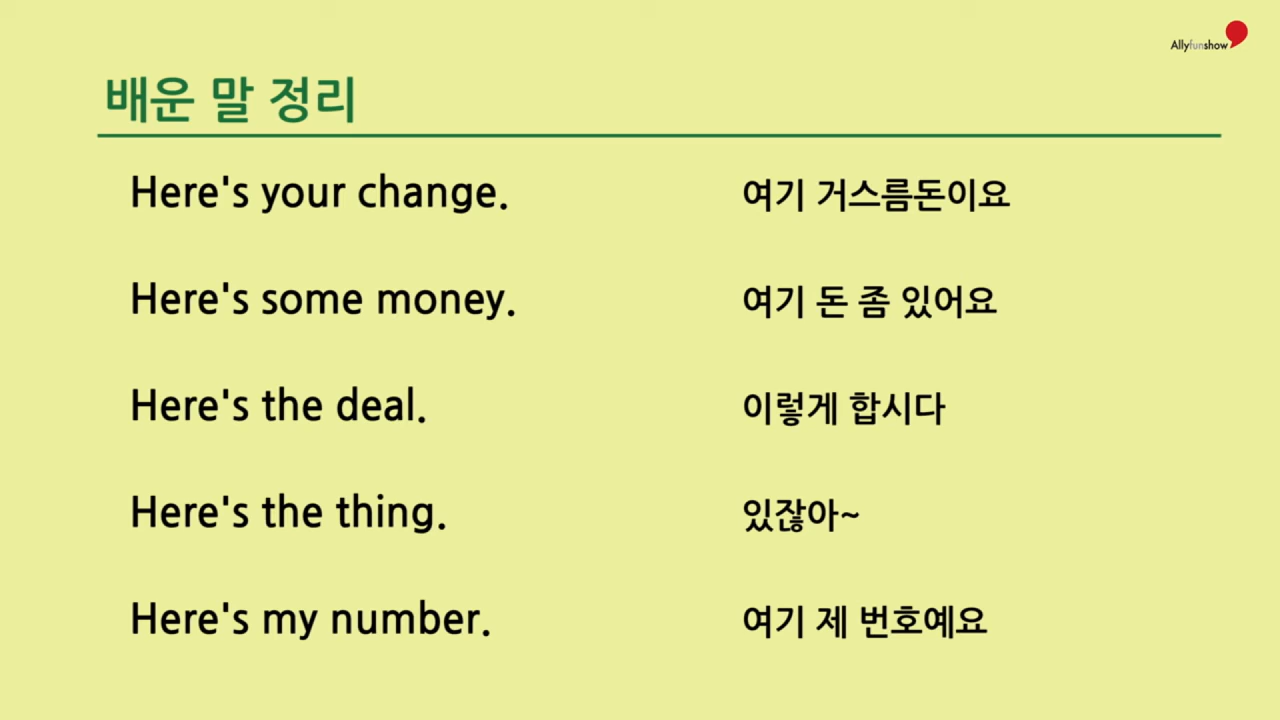 Allyfunshow
배운 말 정리
Here's your change. 여기 거스름돈이요
Here's some money. 여기 돈 좀 있어요
Here's the deal. 이렇게 합시다
Here's the thing. 있잖아~
Here's my number. 여기 제 번호예요